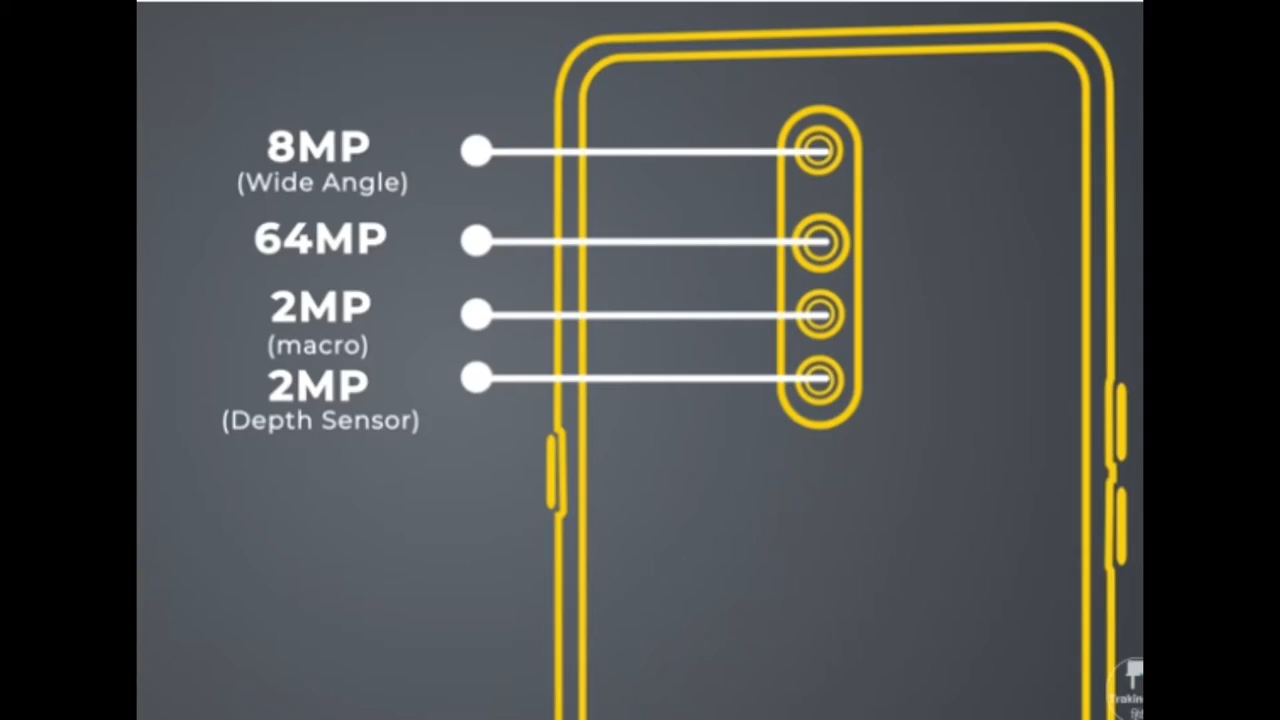 8MP
(Wide Angle)
64MP
2MP
(macro)
2MP
(Depth Sensor)